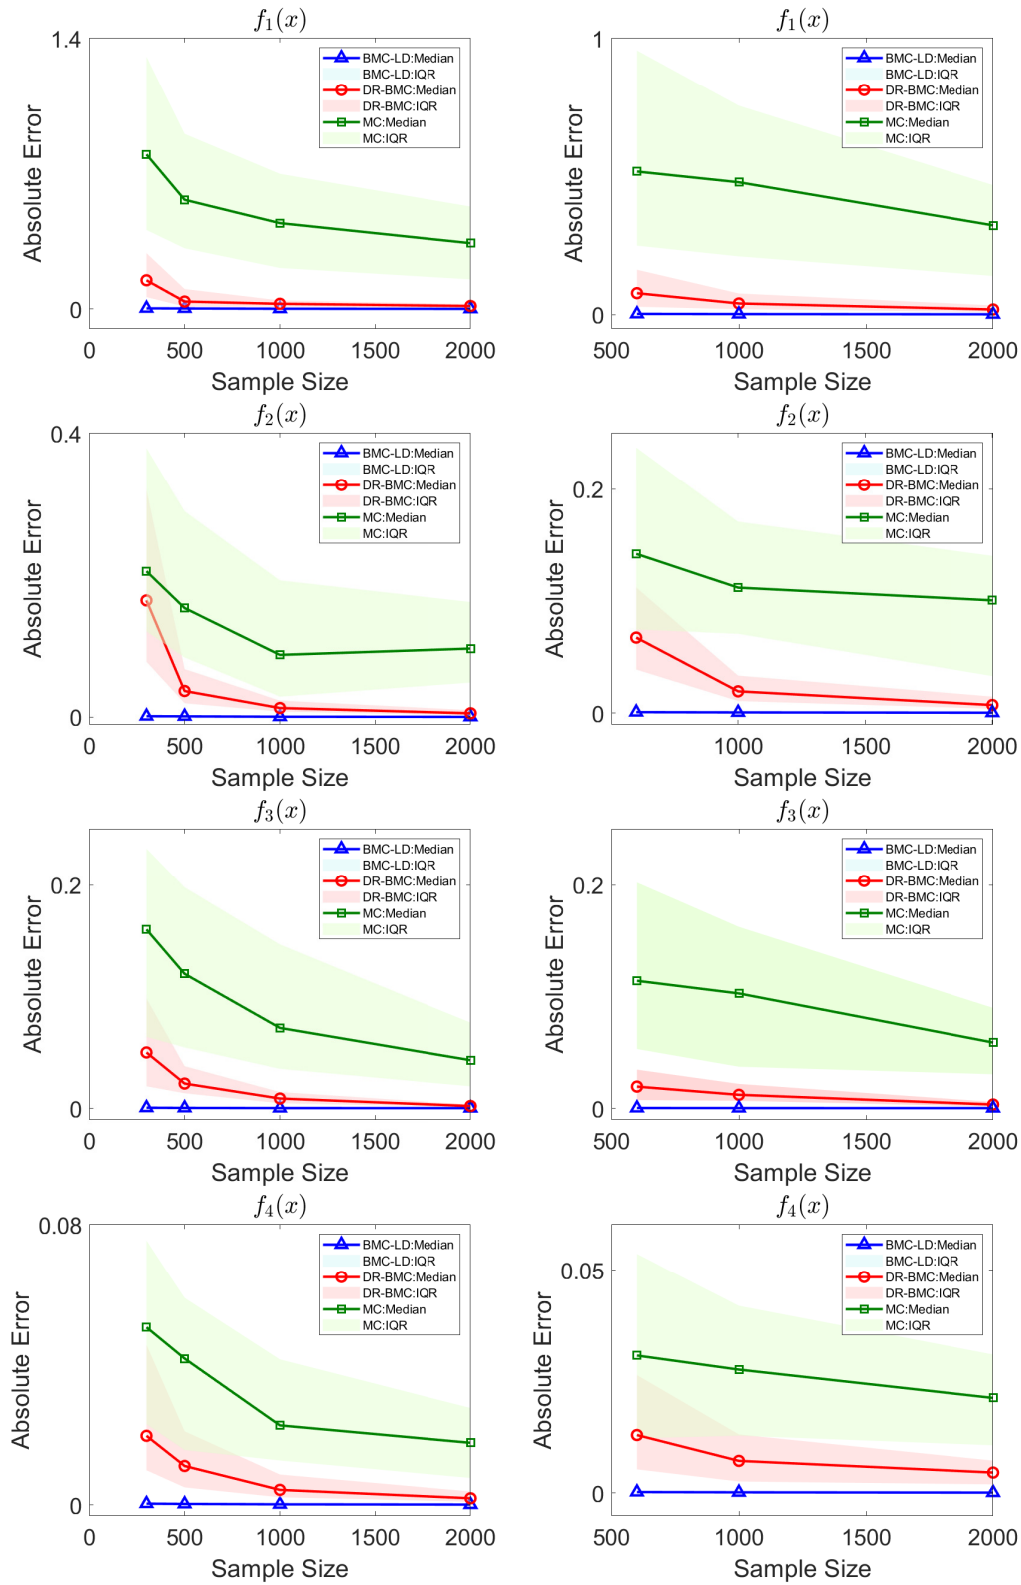 f₁(x)
1.4
0
Absolute Error
BMC-LD:Median
BMC-LD:IQR
DR-BMC:Median
DR-BMC:IQR
MC:Median
MC:IQR
0 500 1000 1500 2000
Sample Size
f₁(x)
1
0
Absolute Error
BMC-LD:Median
BMC-LD:IQR
DR-BMC:Median
DR-BMC:IQR
MC:Median
MC:IQR
500 1000 1500 2000
Sample Size
f₂(x)
0.4
0
Absolute Error
BMC-LD:Median
BMC-LD:IQR
DR-BMC:Median
DR-BMC:IQR
MC:Median
MC:IQR
0 500 1000 1500 2000
Sample Size
f₂(x)
0.2
0
Absolute Error
BMC-LD:Median
BMC-LD:IQR
DR-BMC:Median
DR-BMC:IQR
MC:Median
MC:IQR
1000 1500 2000
Sample Size
f₃(x)
0.2
0
Absolute Error
BMC-LD:Median
BMC-LD:IQR
DR-BMC:Median
DR-BMC:IQR
MC:Median
MC:IQR
0 500 1000 1500 2000
Sample Size
f₃(x)
0.2
0
Absolute Error
BMC-LD:Median
BMC-LD:IQR
DR-BMC:Median
DR-BMC:IQR
MC:Median
MC:IQR
500 1000 1500 2000
Sample Size
f₄(x)
0.08
0
Absolute Error
BMC-LD:Median
BMC-LD:IQR
DR-BMC:Median
DR-BMC:IQR
MC:Median
MC:IQR
0 500 1000 1500 2000
Sample Size
f₄(x)
0.05
0
Absolute Error
BMC-LD:Median
BMC-LD:IQR
DR-BMC:Median
DR-BMC:IQR
MC:Median
MC:IQR
500 1000 1500 2000
Sample Size